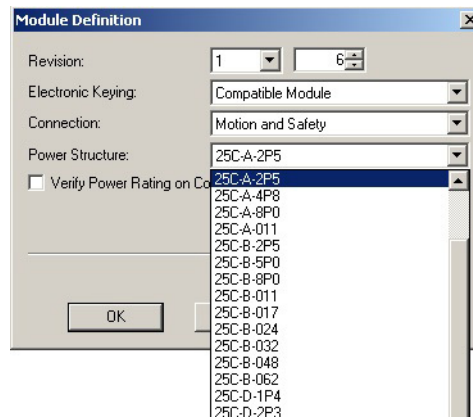 Module Definition
Revision: 1 6
Electronic Keying: Compatible Module
Connection: Motion and Safety
Power Structure: 25C-A-2P5
Verify Power Rating on Co
25C-A-2P5
25C-A-4P8
25C-A-8P0
25C-A-011
25C-B-2P5
25C-B-5P0
25C-B-8P0
25C-B-011
25C-B-017
25C-B-024
25C-B-032
25C-B-048
25C-B-062
25C-D-1P4
25C-D-2P3
OK